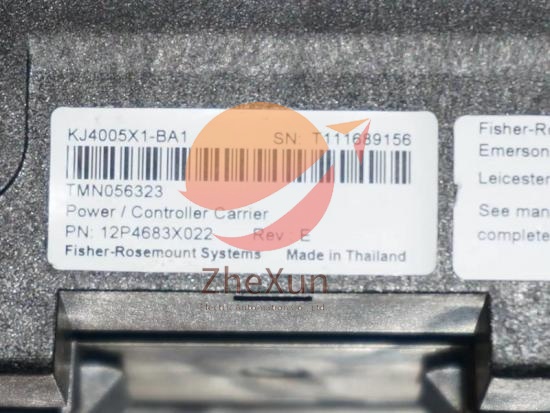 KJ4005X1-BA1 SN: T111689156
TMN056323
Power / Controller Carrier
PN: 12P4683X022 Rev: E
Fisher-Rosemount Systems Made in Thailand
Fisher-Ro
Emerson
Leicester
See man
complete
ZheXun